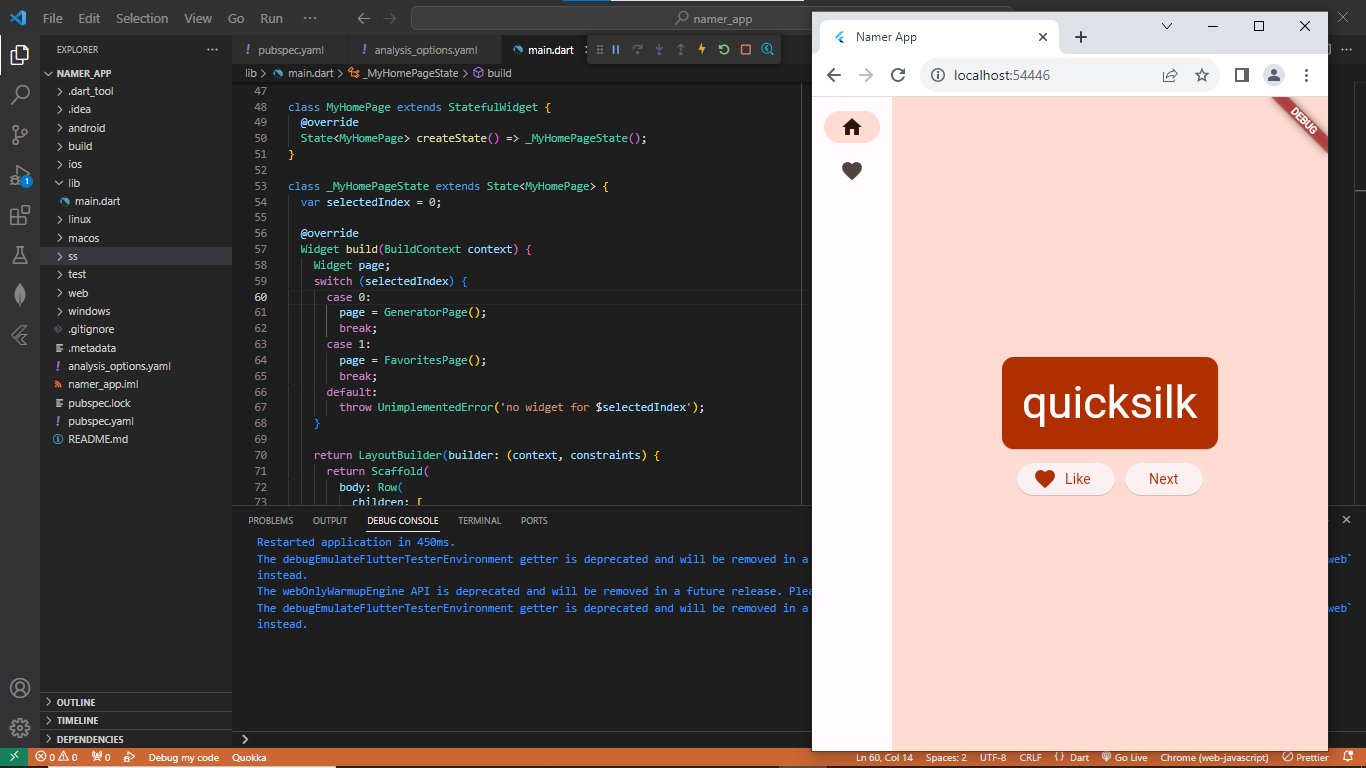 File Edit Selection View Go Run ···
namer_app
EXPLORER
NAMER_APP
.dart_tool
.idea
android
build
ios
lib
main.dart
linux
macos
ss
test
web
windows
.gitignore
.metadata
analysis_options.yaml
namer_app.iml
pubspec.lock
pubspec.yaml
README.md
OUTLINE
TIMELINE
DEPENDENCIES
! pubspec.yaml ! analysis_options.yaml main.dart
lib > main.dart > _MyHomePageState > build
47
48 class MyHomePage extends StatefulWidget {
49 @override
50 State<MyHomePage> createState() => _MyHomePageState();
51 }
52
53 class _MyHomePageState extends State<MyHomePage> {
54 var selectedIndex = 0;
55
56 @override
57 Widget build(BuildContext context) {
58 Widget page;
59 switch (selectedIndex) {
60 case 0:
61 page = GeneratorPage();
62 break;
63 case 1:
64 page = FavoritesPage();
65 break;
66 default:
67 throw UnimplementedError('no widget for $selectedIndex');
68 }
69
70 return LayoutBuilder(builder: (context, constraints) {
71 return Scaffold(
72 body: Row(
73 children: [
PROBLEMS OUTPUT DEBUG CONSOLE TERMINAL PORTS
Restarted application in 450ms.
The debugEmulateFlutterTesterEnvironment getter is deprecated and will be removed in a web`
instead.
The webOnlyWarmupEngine API is deprecated and will be removed in a future release. Plea
The debugEmulateFlutterTesterEnvironment getter is deprecated and will be removed in a web`
instead.
Namer App
localhost:54446
DEBUG
quicksilk
Like Next
0 0 0 Debug my code Quokka Ln 60, Col 14 Spaces: 2 UTF-8 CRLF {} Dart Go Live Chrome (web-javascript) Prettier
1